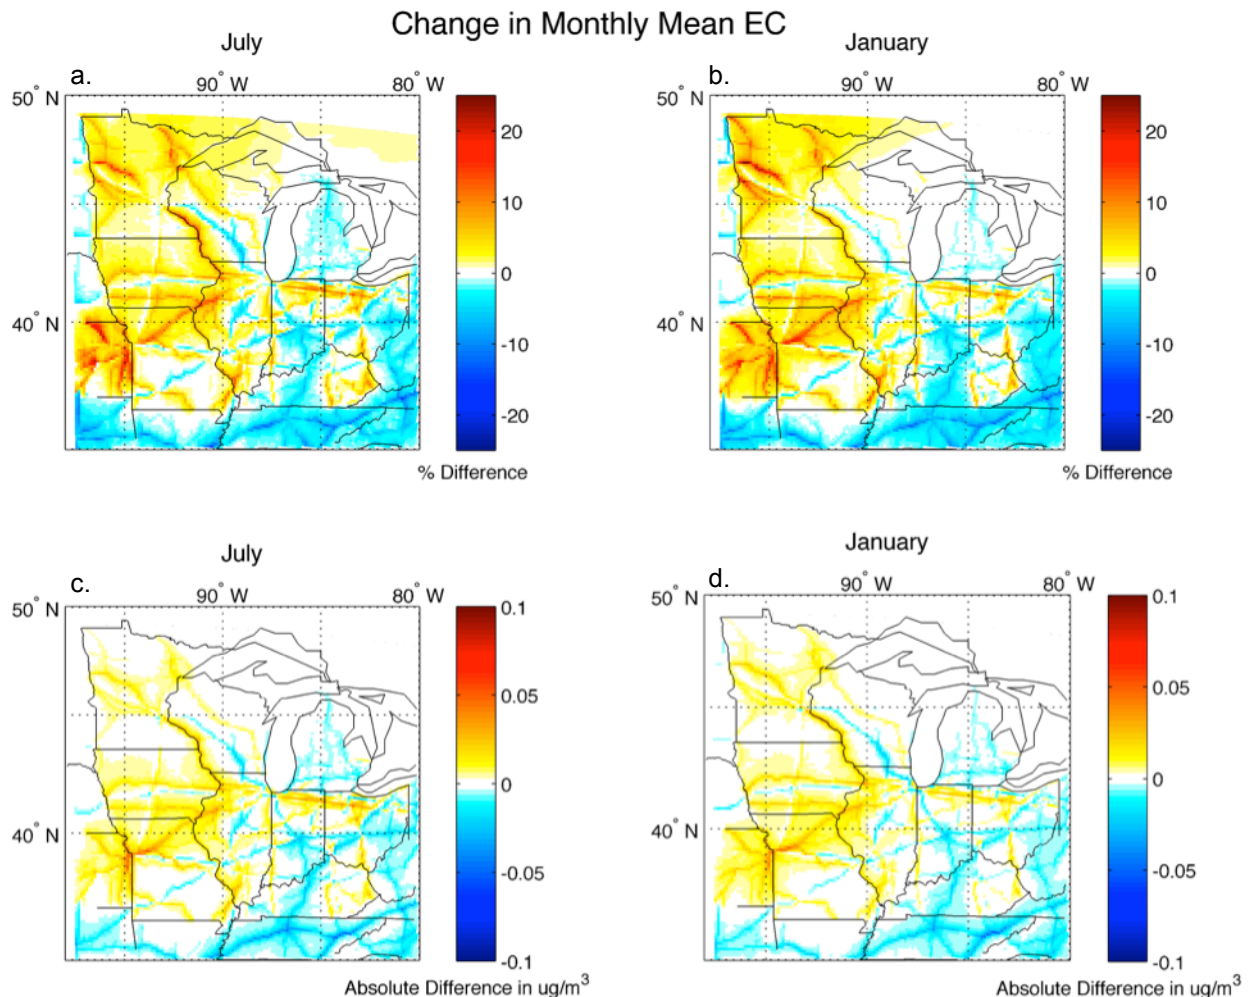 Change in Monthly Mean EC
July
January
a.
90° W
80° W
b.
90° W
80° W
50° N
40° N
20
10
0
-10
-20
% Difference
50° N
40° N
20
10
0
-10
-20
% Difference
July
January
c.
90° W
80° W
d.
90° W
80° W
50° N
40° N
0.1
0.05
0
-0.05
-0.1
Absolute Difference in ug/m³
50° N
40° N
0.1
0.05
0
-0.05
-0.1
Absolute Difference in ug/m³